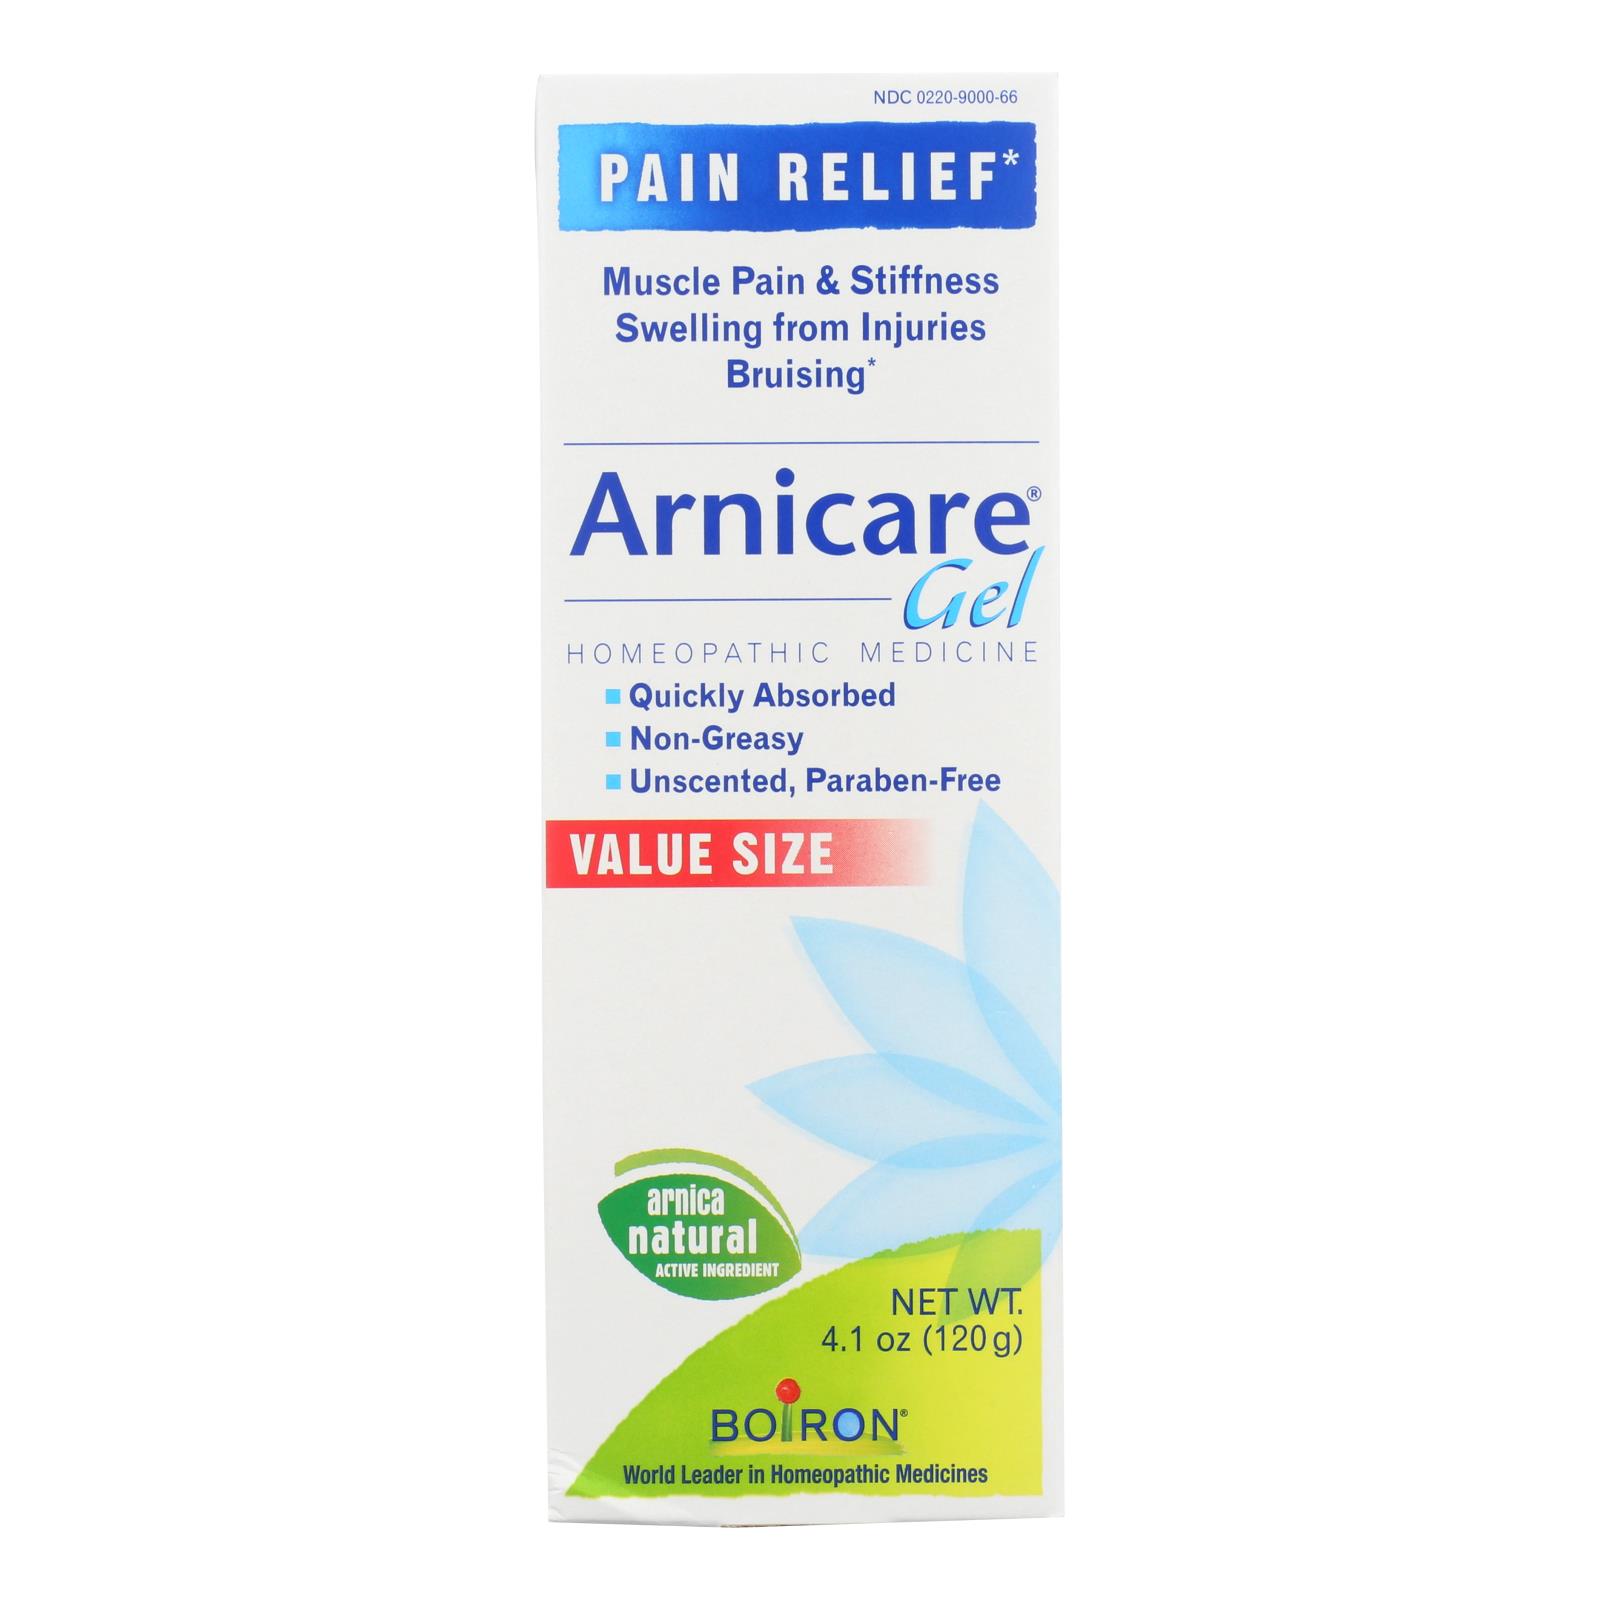 NDC 0220-9000-66
PAIN RELIEF*
Muscle Pain & Stiffness
Swelling from Injuries
Bruising*
Arnicare®
Gel
HOMEOPATHIC MEDICINE
Quickly Absorbed
Non-Greasy
Unscented, Paraben-Free
VALUE SIZE
arnica
natural
ACTIVE INGREDIENT
NET WT.
4.1 oz (120 g)
BOIRON®
World Leader in Homeopathic Medicines